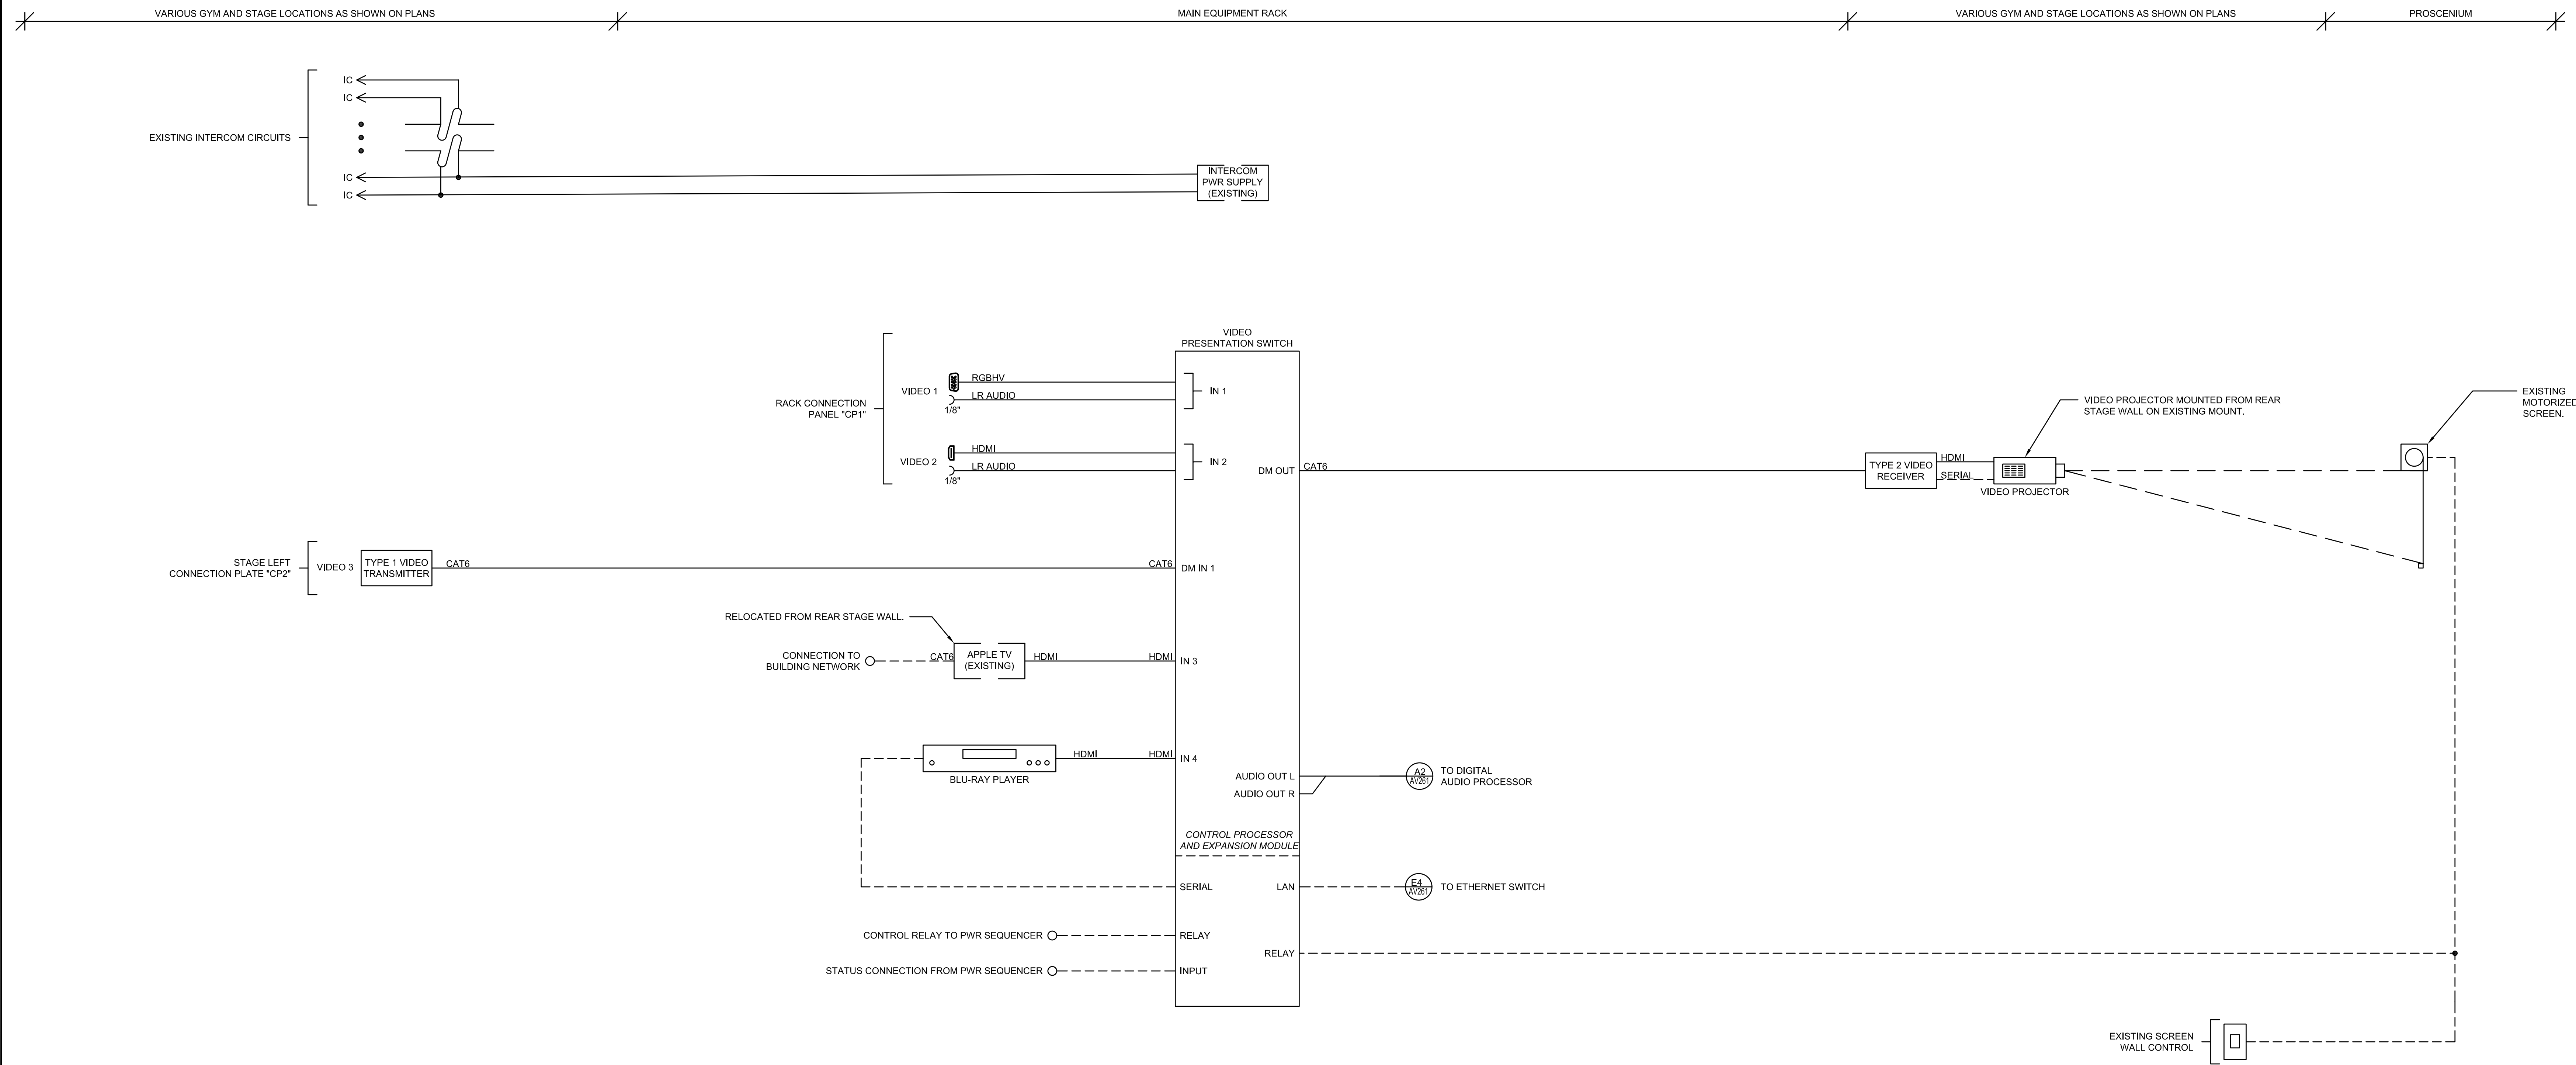 VARIOUS GYM AND STAGE LOCATIONS AS SHOWN ON PLANS
MAIN EQUIPMENT RACK
VARIOUS GYM AND STAGE LOCATIONS AS SHOWN ON PLANS
PROSCENIUM
IC
IC
EXISTING INTERCOM CIRCUITS
IC
IC
INTERCOM
PWR SUPPLY
(EXISTING)
VIDEO
PRESENTATION SWITCH
RACK CONNECTION
PANEL "CP1"
VIDEO 1
RGBHV
LR AUDIO
1/8"
IN 1
VIDEO 2
HDMI
LR AUDIO
1/8"
IN 2
DM OUT
CAT6
TYPE 2 VIDEO
RECEIVER
HDMI
SERIAL
VIDEO PROJECTOR
VIDEO PROJECTOR MOUNTED FROM REAR
STAGE WALL ON EXISTING MOUNT.
EXISTING
MOTORIZED
SCREEN.
STAGE LEFT
CONNECTION PLATE "CP2"
VIDEO 3
TYPE 1 VIDEO
TRANSMITTER
CAT6
CAT6
DM IN 1
RELOCATED FROM REAR STAGE WALL.
CONNECTION TO
BUILDING NETWORK
CAT6
APPLE TV
(EXISTING)
HDMI
HDMI
IN 3
HDMI
HDMI
IN 4
BLU-RAY PLAYER
AUDIO OUT L
AUDIO OUT R
A2
AV261
TO DIGITAL
AUDIO PROCESSOR
CONTROL PROCESSOR
AND EXPANSION MODULE
SERIAL
LAN
E4
AV261
TO ETHERNET SWITCH
CONTROL RELAY TO PWR SEQUENCER
RELAY
RELAY
STATUS CONNECTION FROM PWR SEQUENCER
INPUT
EXISTING SCREEN
WALL CONTROL